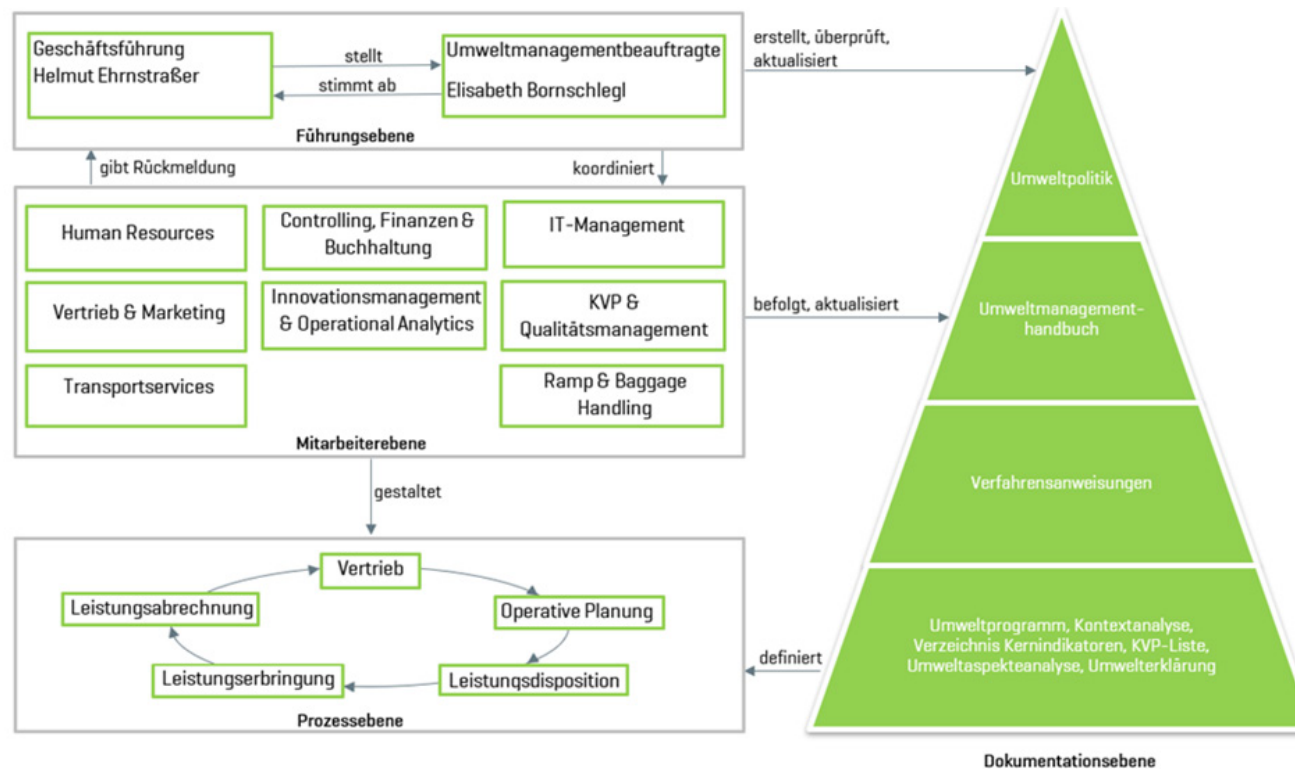 Geschäftsführung
Helmut Ehrnstraßer
stellt
stimmt ab
Umweltmanagementbeauftragte
Elisabeth Bornschlegl
Führungsebene
erstellt, überprüft,
aktualisiert
gibt Rückmeldung
koordiniert
Human Resources
Controlling, Finanzen &
Buchhaltung
IT-Management
Vertrieb & Marketing
Innovationsmanagement
& Operational Analytics
KVP &
Qualitätsmanagement
Transportservices
Ramp & Baggage
Handling
Mitarbeiterebene
befolgt, aktualisiert
gestaltet
Vertrieb
Leistungsabrechnung
Operative Planung
Leistungserbringung
Leistungsdisposition
Prozessebene
definiert
Umweltpolitik
Umweltmanagement-
handbuch
Verfahrensanweisungen
Umweltprogramm, Kontextanalyse,
Verzeichnis Kernindikatoren, KVP-Liste,
Umweltaspekteanalyse, Umwelterklärung
Dokumentationsebene